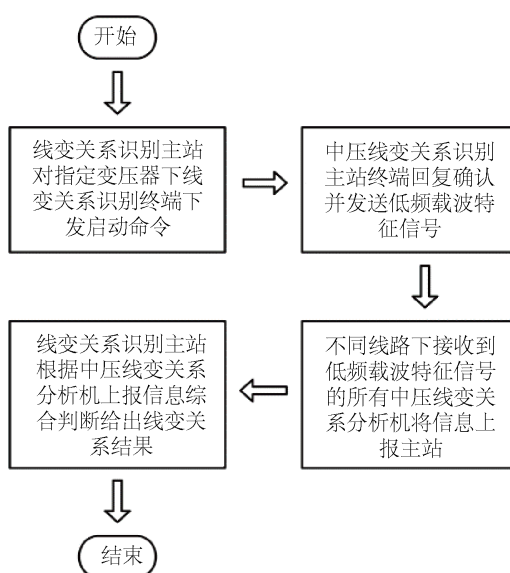 开始
线变关系识别主站
对指定变压器下线
变关系识别终端下
发启动命令
中压线变关系识别
主站终端回复确认
并发送低频载波特
征信号
不同线路下接收到
低频载波特征信号
的所有中压线变关
系分析机将信息上
报主站
线变关系识别主站
根据中压线变关系
分析机上报信息综
合判断给出线变关
系结果
结束